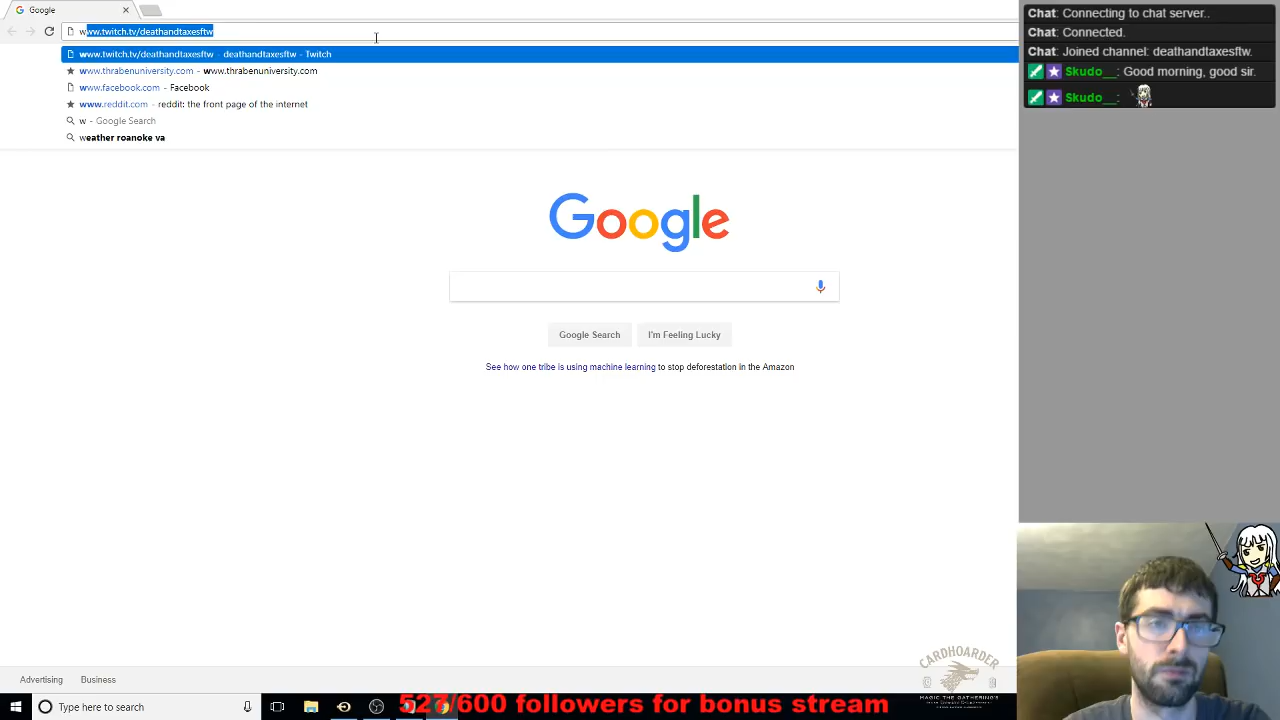 Google
www.twitch.tv/deathandtaxesftw
www.twitch.tv/deathandtaxesftw - deathandtaxesftw - Twitch
www.thrabenuniversity.com - www.thrabenuniversity.com
www.facebook.com - Facebook
www.reddit.com - reddit: the front page of the internet
w - Google Search
weather roanoke va
Google
Google Search
I'm Feeling Lucky
See how one tribe is using machine learning to stop deforestation in the Amazon
Advertising
Business
Type here to search
527/600 followers for bonus stream
Chat: Connecting to chat server..
Chat: Connected.
Chat: Joined channel: deathandtaxesftw.
Skudo__: Good morning, good sir.
Skudo__:
CARDHOARDER
MAGIC THE GATHERING'S